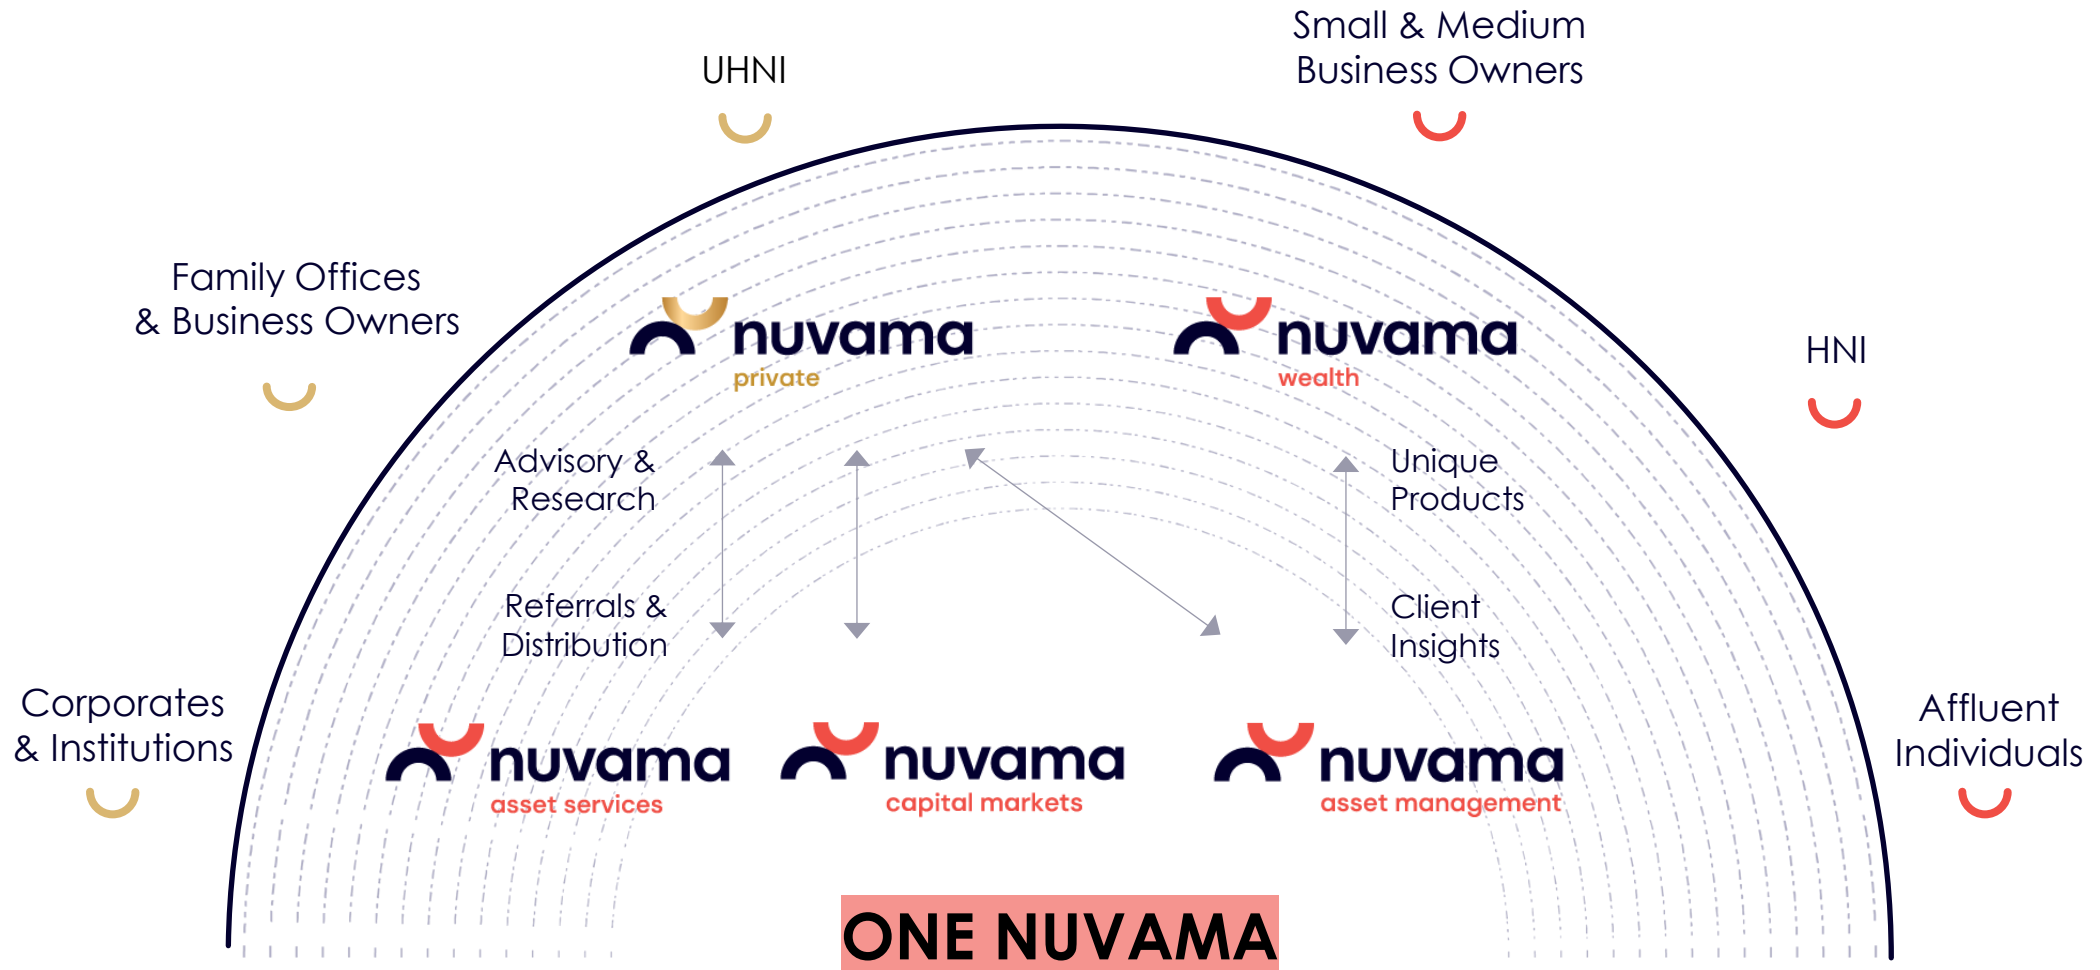 Small & Medium
Business Owners
UHNI
Family Offices
& Business Owners
HNI
nuvama
private
nuvama
wealth
Advisory &
Research
Unique
Products
Referrals &
Distribution
Client
Insights
Corporates
& Institutions
Affluent
Individuals
nuvama
asset services
nuvama
capital markets
nuvama
asset management
ONE NUVAMA